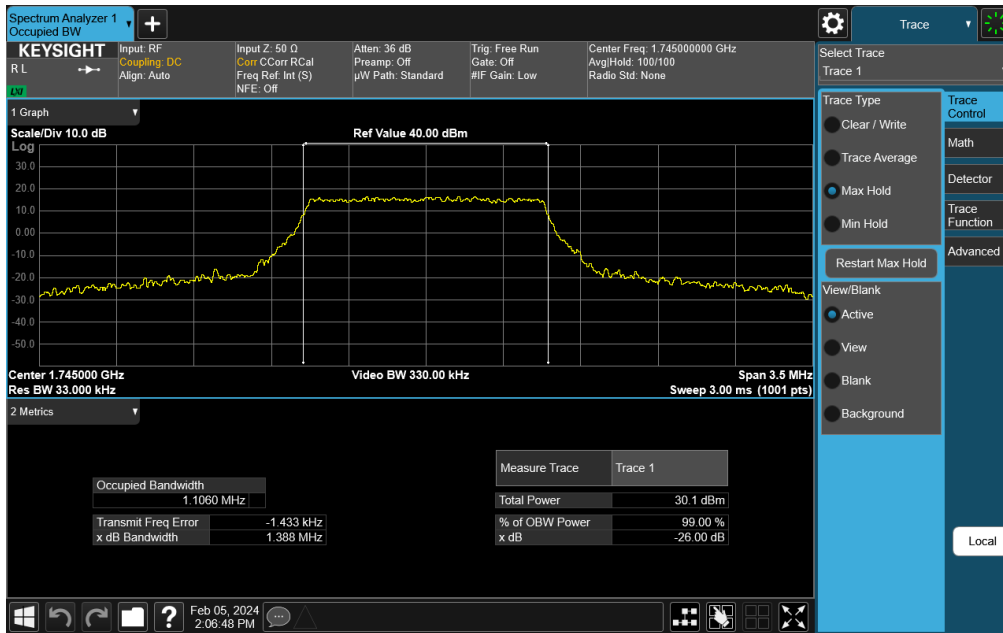 Spectrum Analyzer 1
Occupied BW
KEYSIGHT
R L
LXI
Input: RF
Coupling: DC
Align: Auto
Input Z: 50 Ω
Corr CCorr RCal
Freq Ref: Int (S)
NFE: Off
Atten: 36 dB
Preamp: Off
µW Path: Standard
Trig: Free Run
Gate: Off
#IF Gain: Low
Center Freq: 1.745000000 GHz
Avg|Hold: 100/100
Radio Std: None
1 Graph
Scale/Div 10.0 dB
Ref Value 40.00 dBm
Log
30.0
20.0
10.0
0.00
-10.0
-20.0
-30.0
-40.0
-50.0
Center 1.745000 GHz
Video BW 330.00 kHz
Span 3.5 MHz
Res BW 33.000 kHz
Sweep 3.00 ms (1001 pts)
2 Metrics
Occupied Bandwidth
1.1060 MHz
Transmit Freq Error -1.433 kHz
x dB Bandwidth 1.388 MHz
Measure Trace Trace 1
Total Power 30.1 dBm
% of OBW Power 99.00 %
x dB -26.00 dB
Feb 05, 2024
2:06:48 PM
Trace
Select Trace
Trace 1
Trace Type
Clear / Write
Trace Average
Max Hold
Min Hold
Restart Max Hold
View/Blank
Active
View
Blank
Background
Trace
Control
Math
Detector
Trace
Function
Advanced
Local